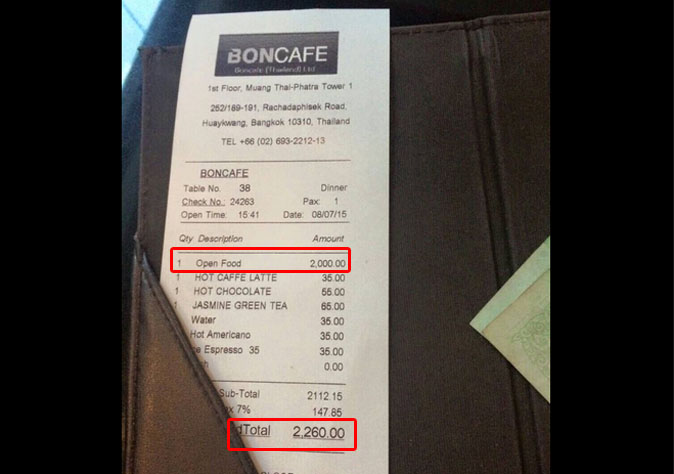 BONCAFE
Boncafe (Thailand) Ltd
1st Floor, Muang Thai-Phatra Tower 1
252/189-191, Rachadaphisek Road,
Huaykwang, Bangkok 10310, Thailand
TEL +66 (02) 693-2212-13
BONCAFE
Table No. 38 Dinner
Check No.: 24263 Pax: 1
Open Time: 15:41 Date: 08/07/15
Qty Description Amount
1 Open Food 2,000.00
1 HOT CAFFE LATTE 35.00
1 HOT CHOCOLATE 55.00
1 JASMINE GREEN TEA 65.00
Water 35.00
Hot Americano 35.00
Espresso 35 35.00
0.00
Sub-Total 2112.15
7% 147.85
Total 2,260.00